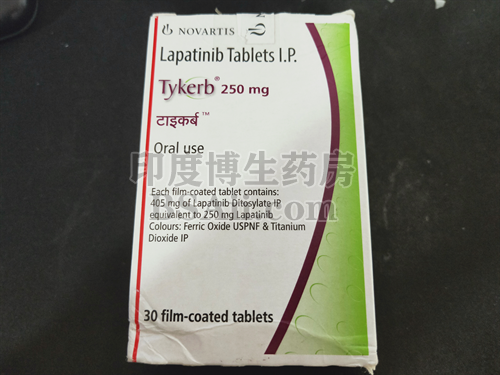 NOVARTIS
Lapatinib Tablets I.P.
Tykerb® 250 mg
टाइकर्ब ™
Oral use
印度博生药房
Each film-coated tablet contains:
405 mg of Lapatinib Ditosylate IP
equivalent to 250 mg Lapatinib
Colours: Ferric Oxide USPNF & Titanium
Dioxide IP
30 film-coated tablets